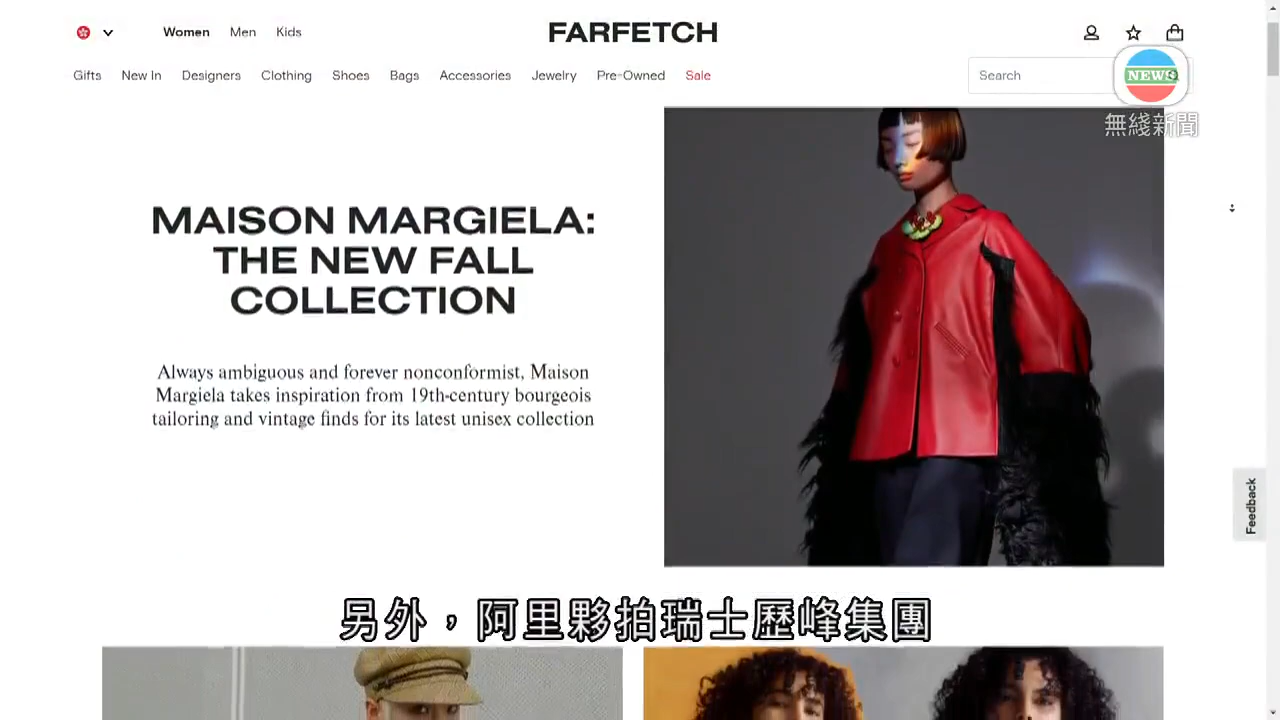 Women Men Kids
FARFETCH
Gifts New In Designers Clothing Shoes Bags Accessories Jewelry Pre-Owned Sale
Search
NEWS
無綫新聞
MAISON MARGIELA:
THE NEW FALL
COLLECTION
Always ambiguous and forever nonconformist, Maison
Margiela takes inspiration from 19th-century bourgeois
tailoring and vintage finds for its latest unisex collection
Feedback
另外，阿里夥拍瑞士歷峰集團